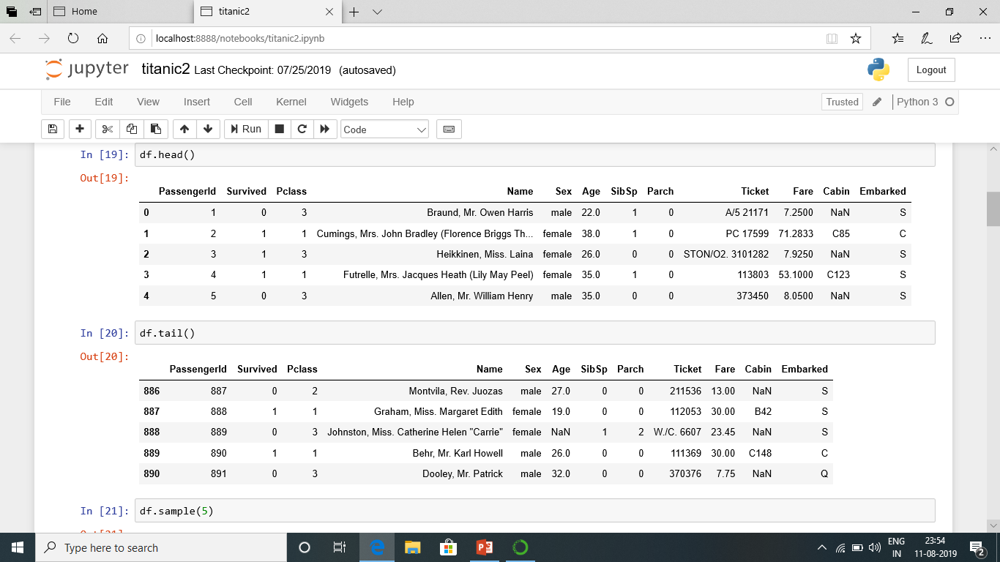 Home
titanic2
localhost:8888/notebooks/titanic2.ipynb
jupyter titanic2 Last Checkpoint: 07/25/2019 (autosaved)
Logout
File Edit View Insert Cell Kernel Widgets Help
Trusted Python 3
Run Code
In [19]: df.head()
Out[19]:
PassengerId Survived Pclass Name Sex Age SibSp Parch Ticket Fare Cabin Embarked
0 1 0 3 Braund, Mr. Owen Harris male 22.0 1 0 A/5 21171 7.2500 NaN S
1 2 1 1 Cumings, Mrs. John Bradley (Florence Briggs Th... female 38.0 1 0 PC 17599 71.2833 C85 C
2 3 1 3 Heikkinen, Miss. Laina female 26.0 0 0 STON/O2. 3101282 7.9250 NaN S
3 4 1 1 Futrelle, Mrs. Jacques Heath (Lily May Peel) female 35.0 1 0 113803 53.1000 C123 S
4 5 0 3 Allen, Mr. William Henry male 35.0 0 0 373450 8.0500 NaN S
In [20]: df.tail()
Out[20]:
PassengerId Survived Pclass Name Sex Age SibSp Parch Ticket Fare Cabin Embarked
886 887 0 2 Montvila, Rev. Juozas male 27.0 0 0 211536 13.00 NaN S
887 888 1 1 Graham, Miss. Margaret Edith female 19.0 0 0 112053 30.00 B42 S
888 889 0 3 Johnston, Miss. Catherine Helen "Carrie" female NaN 1 2 W./C. 6607 23.45 NaN S
889 890 1 1 Behr, Mr. Karl Howell male 26.0 0 0 111369 30.00 C148 C
890 891 0 3 Dooley, Mr. Patrick male 32.0 0 0 370376 7.75 NaN Q
In [21]: df.sample(5)
Type here to search
ENG
IN
23:54
11-08-2019
2